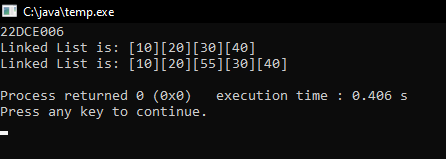 C:\java\temp.exe
22DCE006
Linked List is: [10][20][30][40]
Linked List is: [10][20][55][30][40]
Process returned 0 (0x0)   execution time : 0.406 s
Press any key to continue.